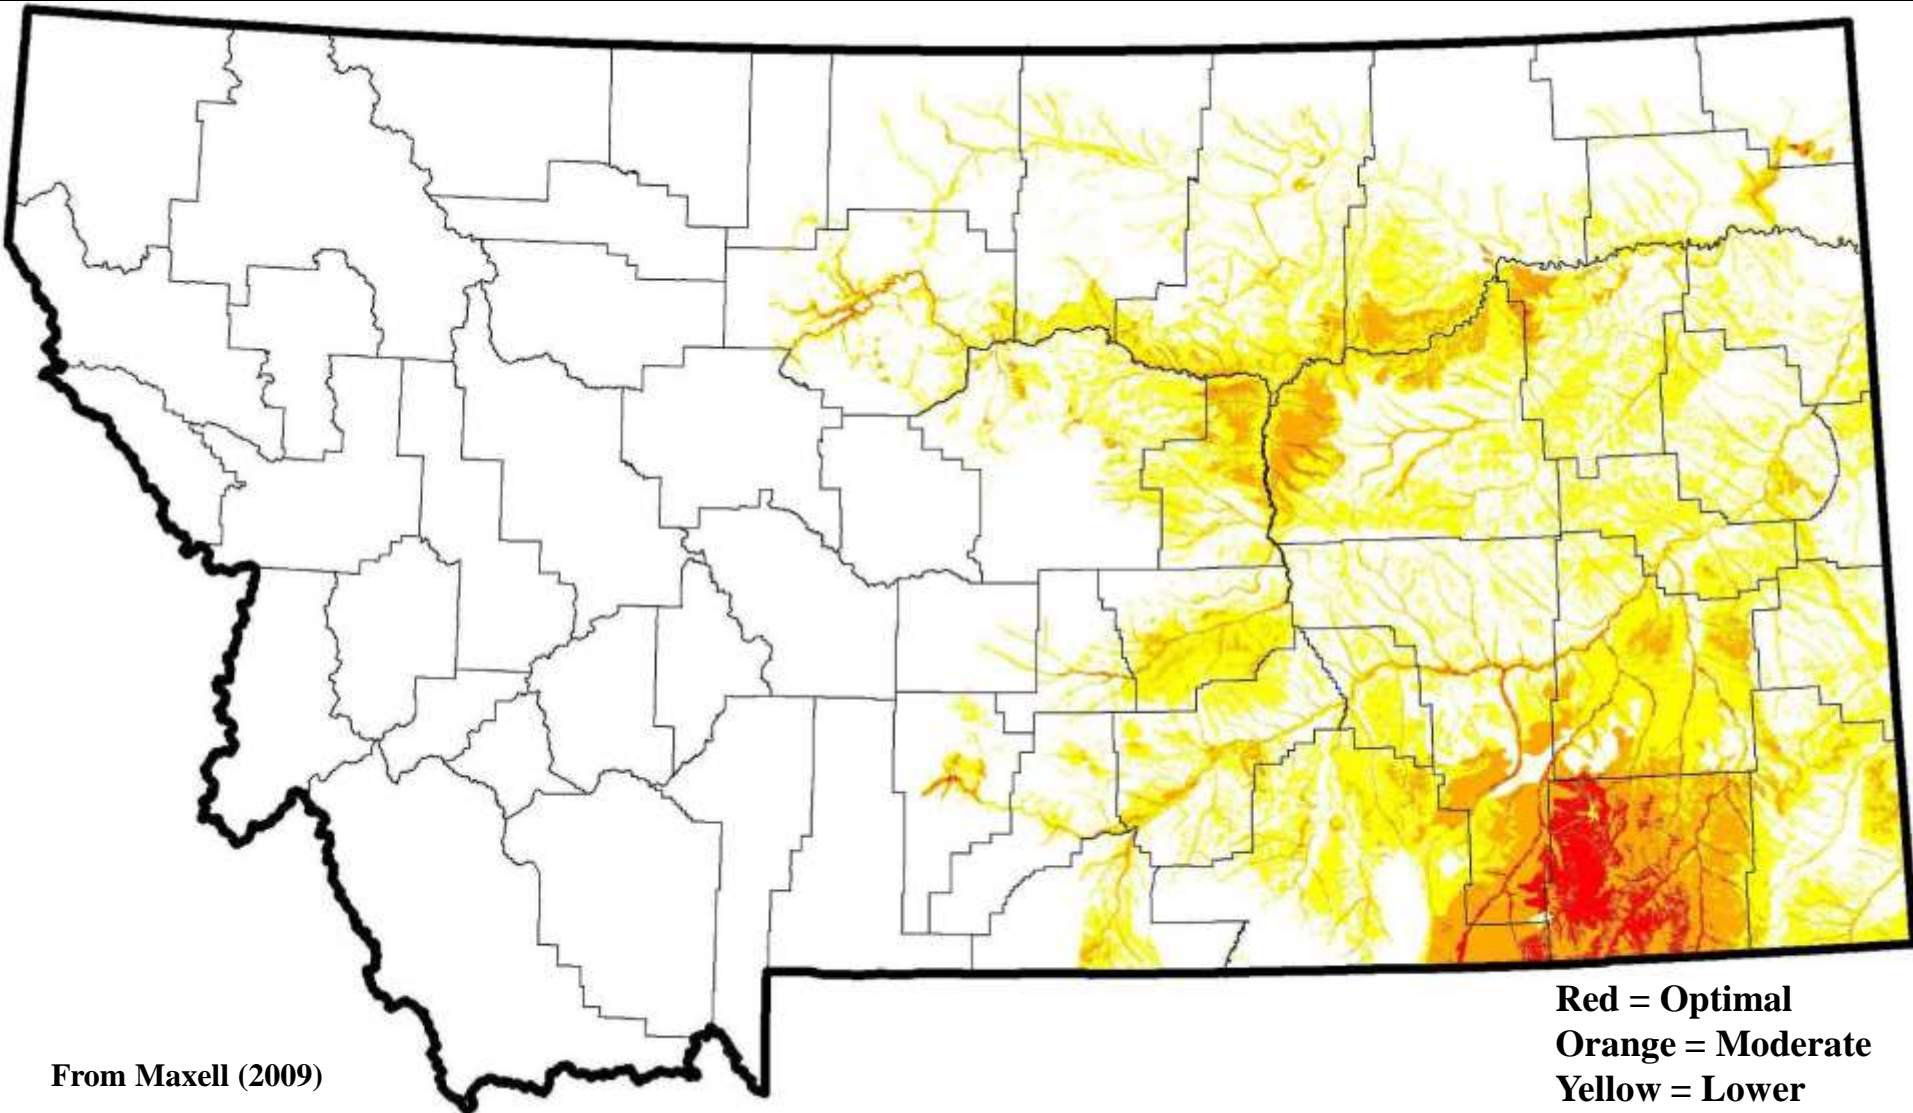 From Maxell (2009)
Red = Optimal
Orange = Moderate
Yellow = Lower